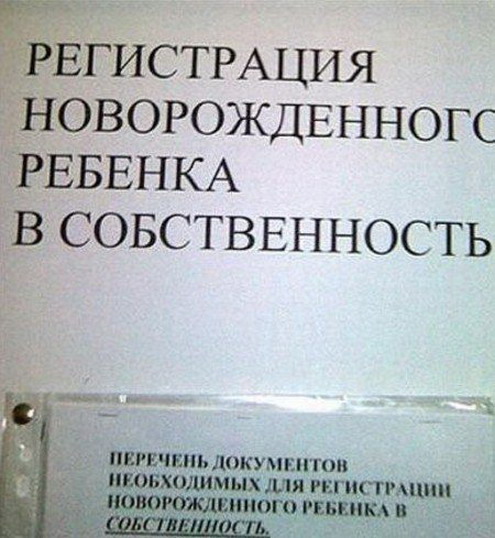 РЕГИСТРАЦИЯ
НОВОРОЖДЕННОГО
РЕБЕНКА
В СОБСТВЕННОСТЬ
ПЕРЕЧЕНЬ ДОКУМЕНТОВ
НЕОБХОДИМЫХ ДЛЯ РЕГИСТРАЦИИ
НОВОРОЖДЕННОГО РЕБЕНКА В
СОБСТВЕННОСТЬ.